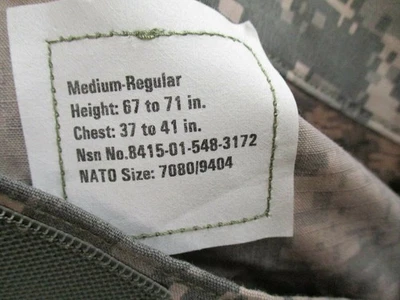 Medium-Regular
Height: 67 to 71 in.
Chest: 37 to 41 in.
Nsn No.8415-01-548-3172
NATO Size: 7080/9404